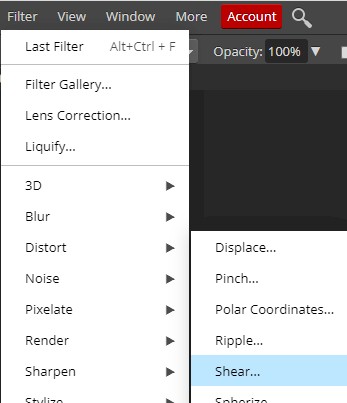 Filter View Window More Account
Last Filter Alt+Ctrl + F
Opacity: 100% ▼
Filter Gallery...
Lens Correction...
Liquify...
3D ▶
Blur ▶
Distort ▶
Displace...
Noise ▶
Pinch...
Pixelate ▶
Polar Coordinates...
Render ▶
Ripple...
Sharpen ▶
Shear...
Stylize
Spherize